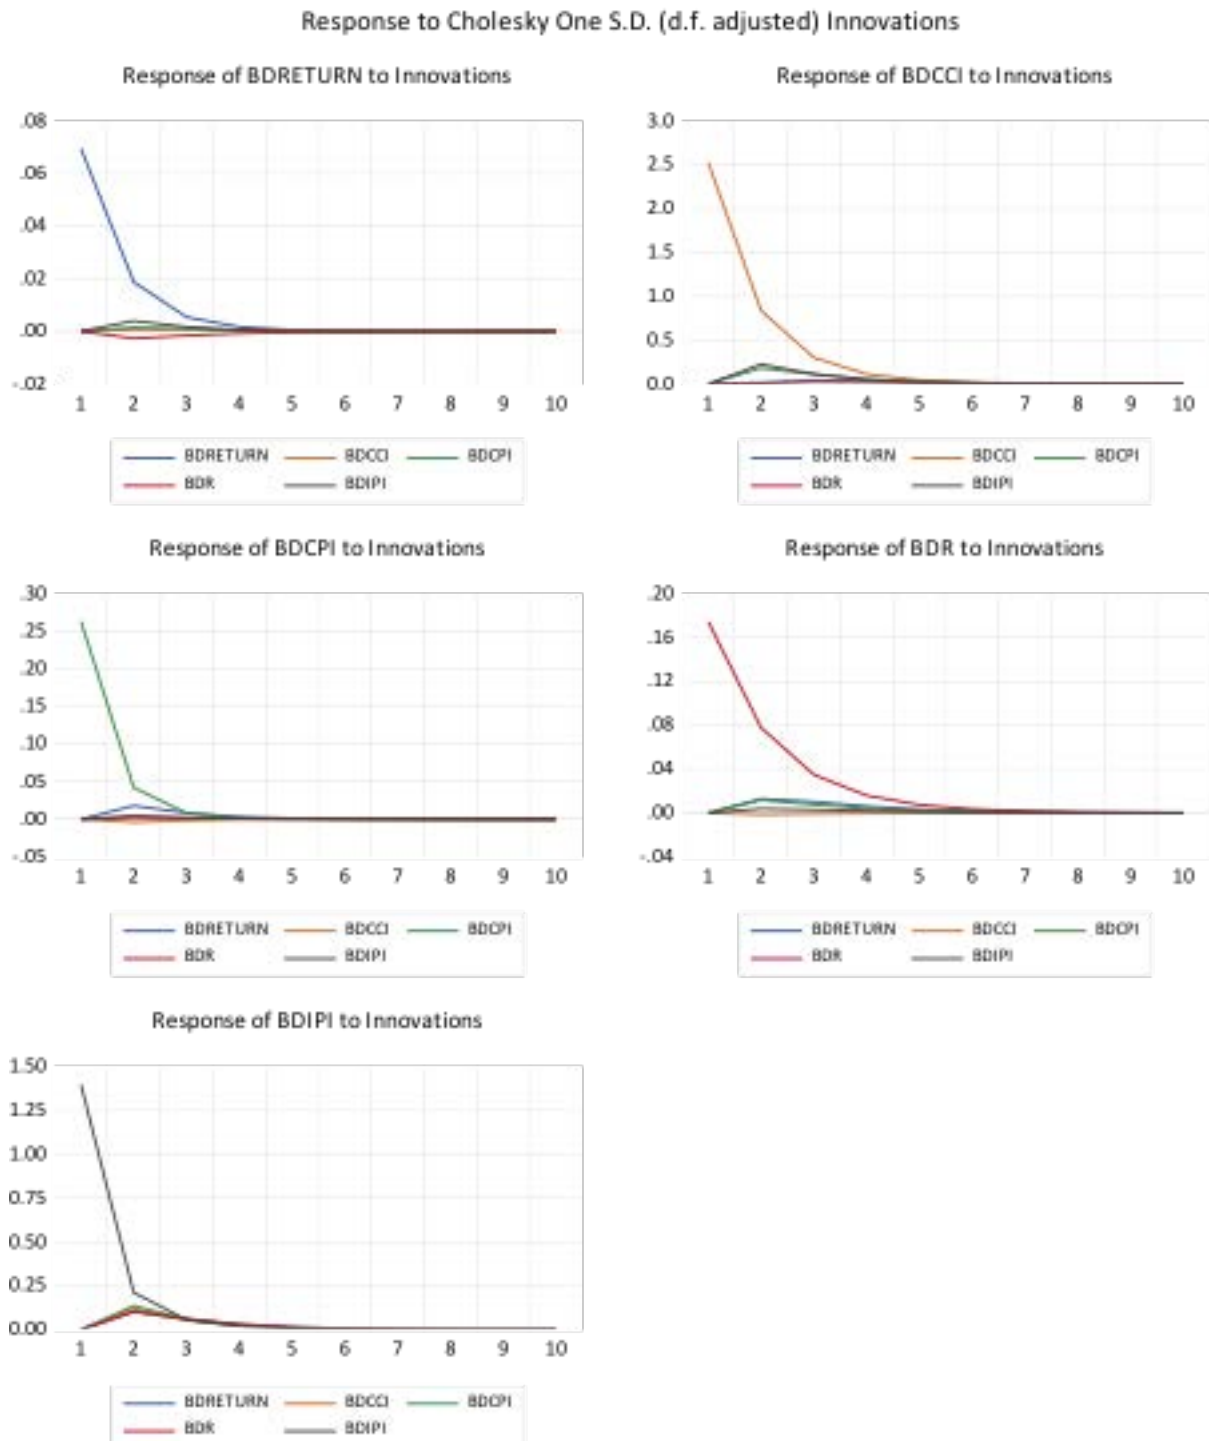 Response to Cholesky One S.D. (d.f. adjusted) Innovations
Response of BDRETURN to Innovations
.08
.06
.04
.02
.00
-.02
1 2 3 4 5 6 7 8 9 10
BDRETURN BDCCI BDCPI
BDR BDIPI
Response of BDCCI to Innovations
3.0
2.5
2.0
1.5
1.0
0.5
0.0
1 2 3 4 5 6 7 8 9 10
BDRETURN BDCCI BDCPI
BDR BDIPI
Response of BDCPI to Innovations
.30
.25
.20
.15
.10
.05
.00
-.05
1 2 3 4 5 6 7 8 9 10
BDRETURN BDCCI BDCPI
BDR BDIPI
Response of BDR to Innovations
.20
.16
.12
.08
.04
.00
-.04
1 2 3 4 5 6 7 8 9 10
BDRETURN BDCCI BDCPI
BDR BDIPI
Response of BDIPI to Innovations
1.50
1.25
1.00
0.75
0.50
0.25
0.00
1 2 3 4 5 6 7 8 9 10
BDRETURN BDCCI BDCPI
BDR BDIPI